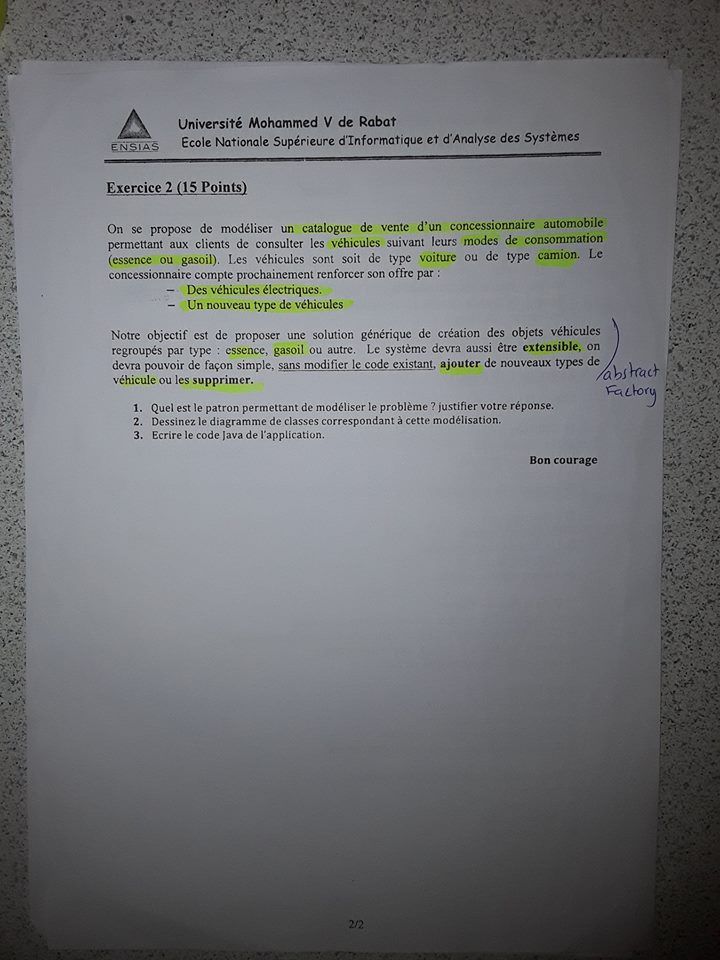 ENSIAS
Université Mohammed V de Rabat
Ecole Nationale Supérieure d'Informatique et d'Analyse des Systèmes
Exercice 2 (15 Points)
On se propose de modéliser un catalogue de vente d'un concessionnaire automobile
permettant aux clients de consulter les véhicules suivant leurs modes de consommation
(essence ou gasoil). Les véhicules sont soit de type voiture ou de type camion. Le
concessionnaire compte prochainement renforcer son offre par :
– Des véhicules électriques.
– Un nouveau type de véhicules
Notre objectif est de proposer une solution générique de création des objets véhicules
regroupés par type : essence, gasoil ou autre. Le système devra aussi être extensible, on
devra pouvoir de façon simple, sans modifier le code existant, ajouter de nouveaux types de
véhicule ou les supprimer.
abstract
Factory
1. Quel est le patron permettant de modéliser le problème ? justifier votre réponse.
2. Dessinez le diagramme de classes correspondant à cette modélisation.
3. Ecrire le code Java de l'application.
Bon courage
2/2